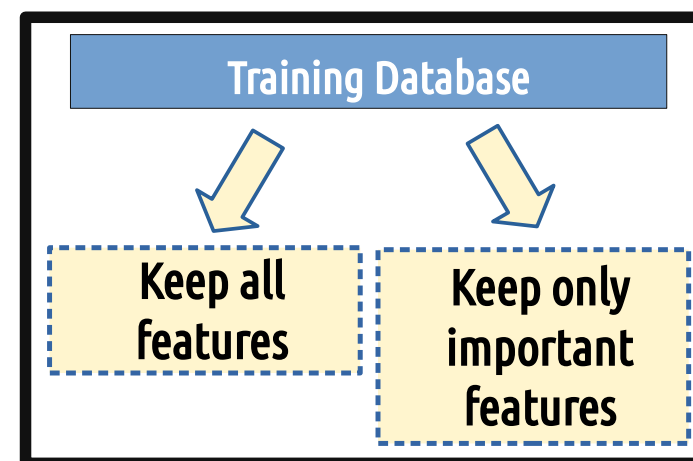 Training Database
Keep all
features
Keep only
important
features